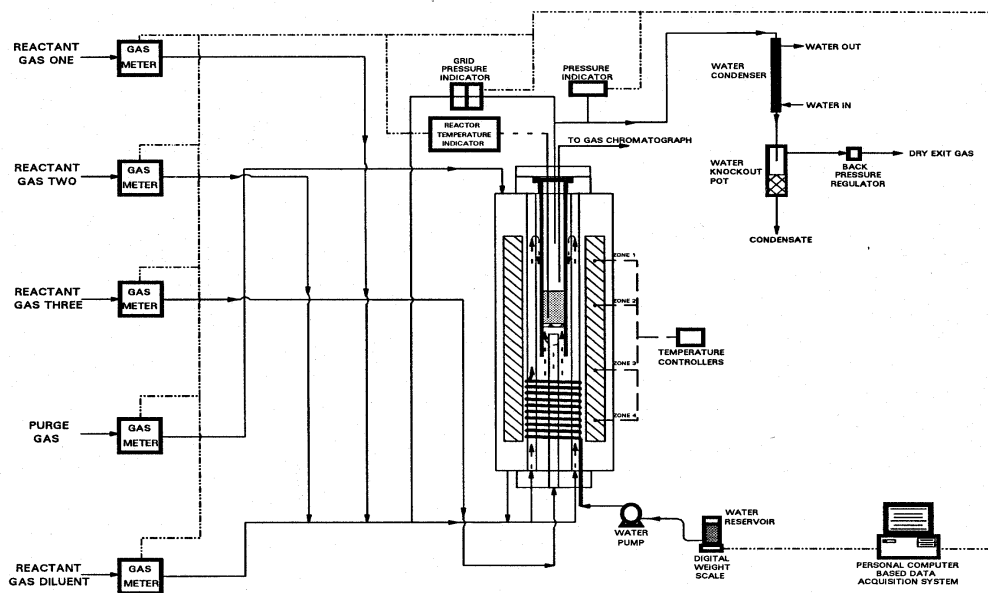 REACTANT
GAS ONE
GAS
METER
REACTANT
GAS TWO
GAS
METER
REACTANT
GAS THREE
GAS
METER
PURGE
GAS
GAS
METER
REACTANT
GAS DILUENT
GAS
METER
GRID
PRESSURE
INDICATOR
PRESSURE
INDICATOR
REACTOR
TEMPERATURE
INDICATOR
TO GAS CHROMATOGRAPH
WATER
CONDENSER
WATER OUT
WATER IN
WATER
KNOCKOUT
POT
BACK
PRESSURE
REGULATOR
DRY EXIT GAS
CONDENSATE
ZONE 1
ZONE 2
ZONE 3
ZONE 4
TEMPERATURE
CONTROLLERS
WATER
PUMP
WATER
RESERVOIR
DIGITAL
WEIGHT
SCALE
PERSONAL COMPUTER
BASED DATA
ACQUISITION SYSTEM